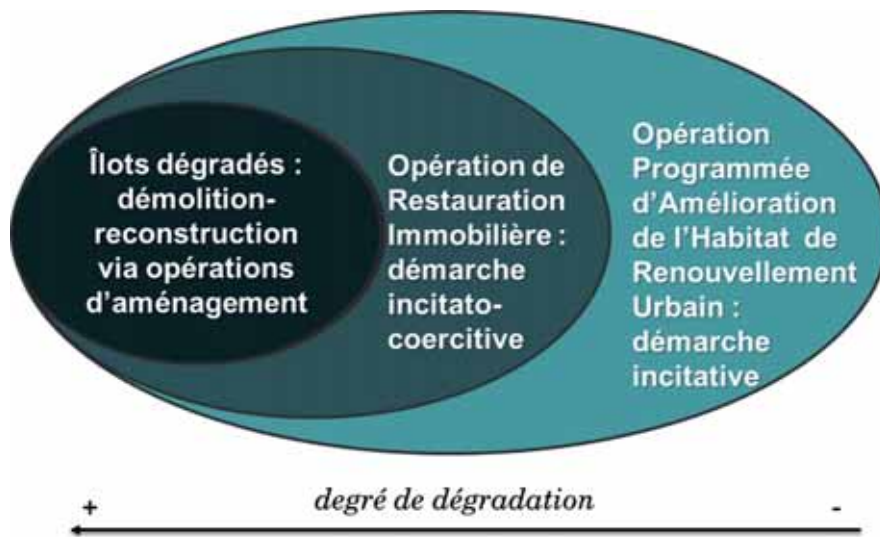 Îlots dégradés :
démolition-
reconstruction
via opérations
d'aménagement
Opération de
Restauration
Immobilière :
démarche
incitato-
coercitive
Opération
Programmée
d'Amélioration
de l'Habitat de
Renouvellement
Urbain :
démarche
incitative
+ degré de dégradation -